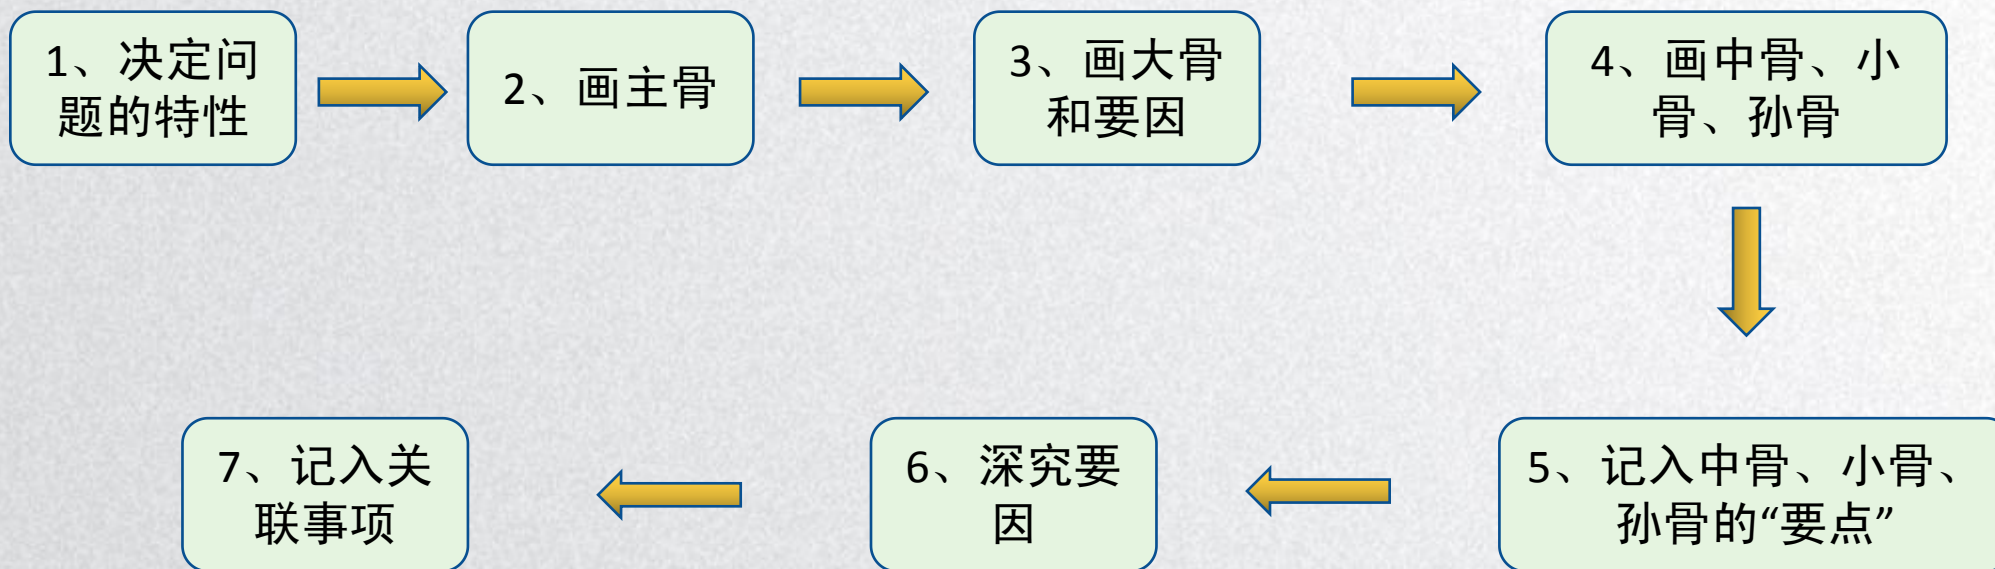 1、决定问
题的特性
2、画主骨
3、画大骨
和要因
4、画中骨、小
骨、孙骨
5、记入中骨、小骨、
孙骨的“要点”
6、深究要
因
7、记入关
联事项